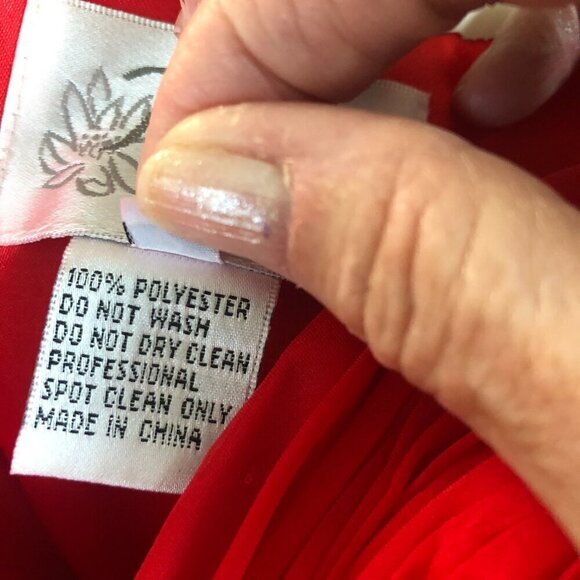 100% POLYESTER
DO NOT WASH
DO NOT DRY CLEAN
PROFESSIONAL
SPOT CLEAN ONLY
MADE IN CHINA